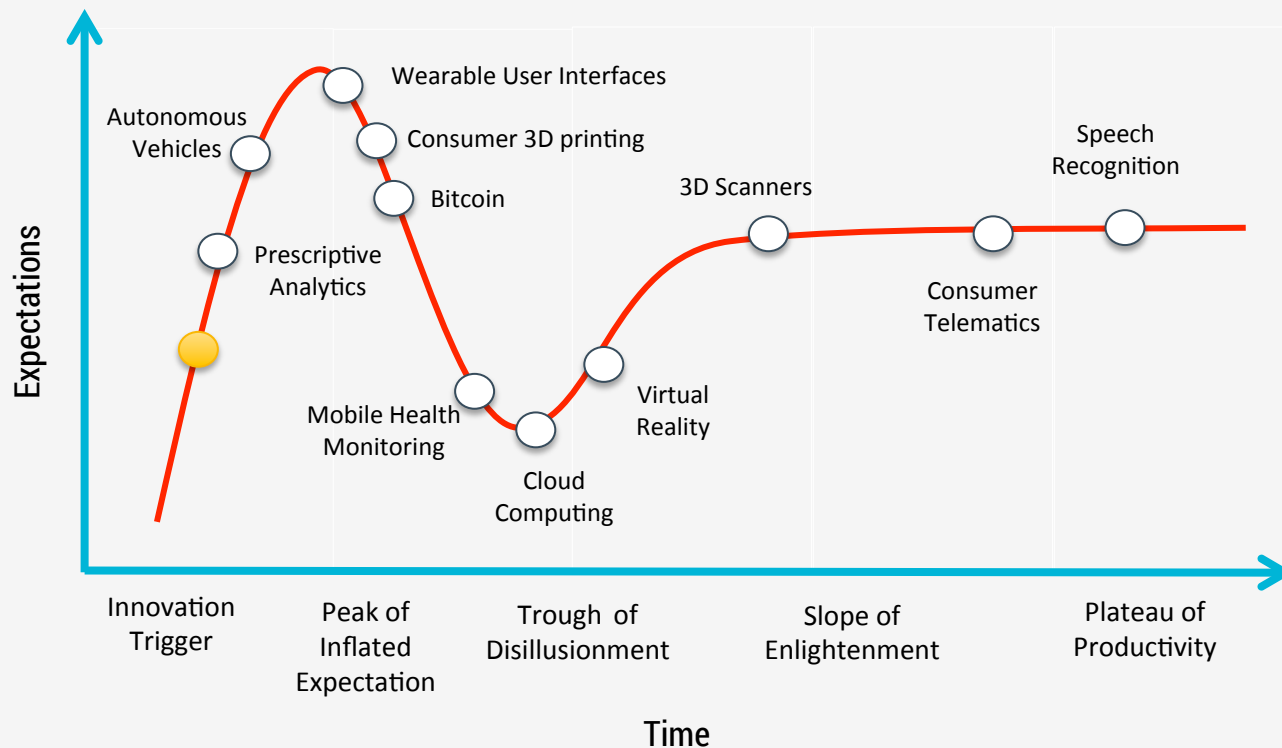 Wearable User Interfaces
Autonomous
Vehicles
Consumer 3D printing
Speech
Recognition
3D Scanners
Bitcoin
Prescriptive
Analytics
Consumer
Telematics
Virtual
Reality
Mobile Health
Monitoring
Cloud
Computing
Expectations
Innovation
Trigger
Peak of
Inflated
Expectation
Trough of
Disillusionment
Slope of
Enlightenment
Plateau of
Productivity
Time